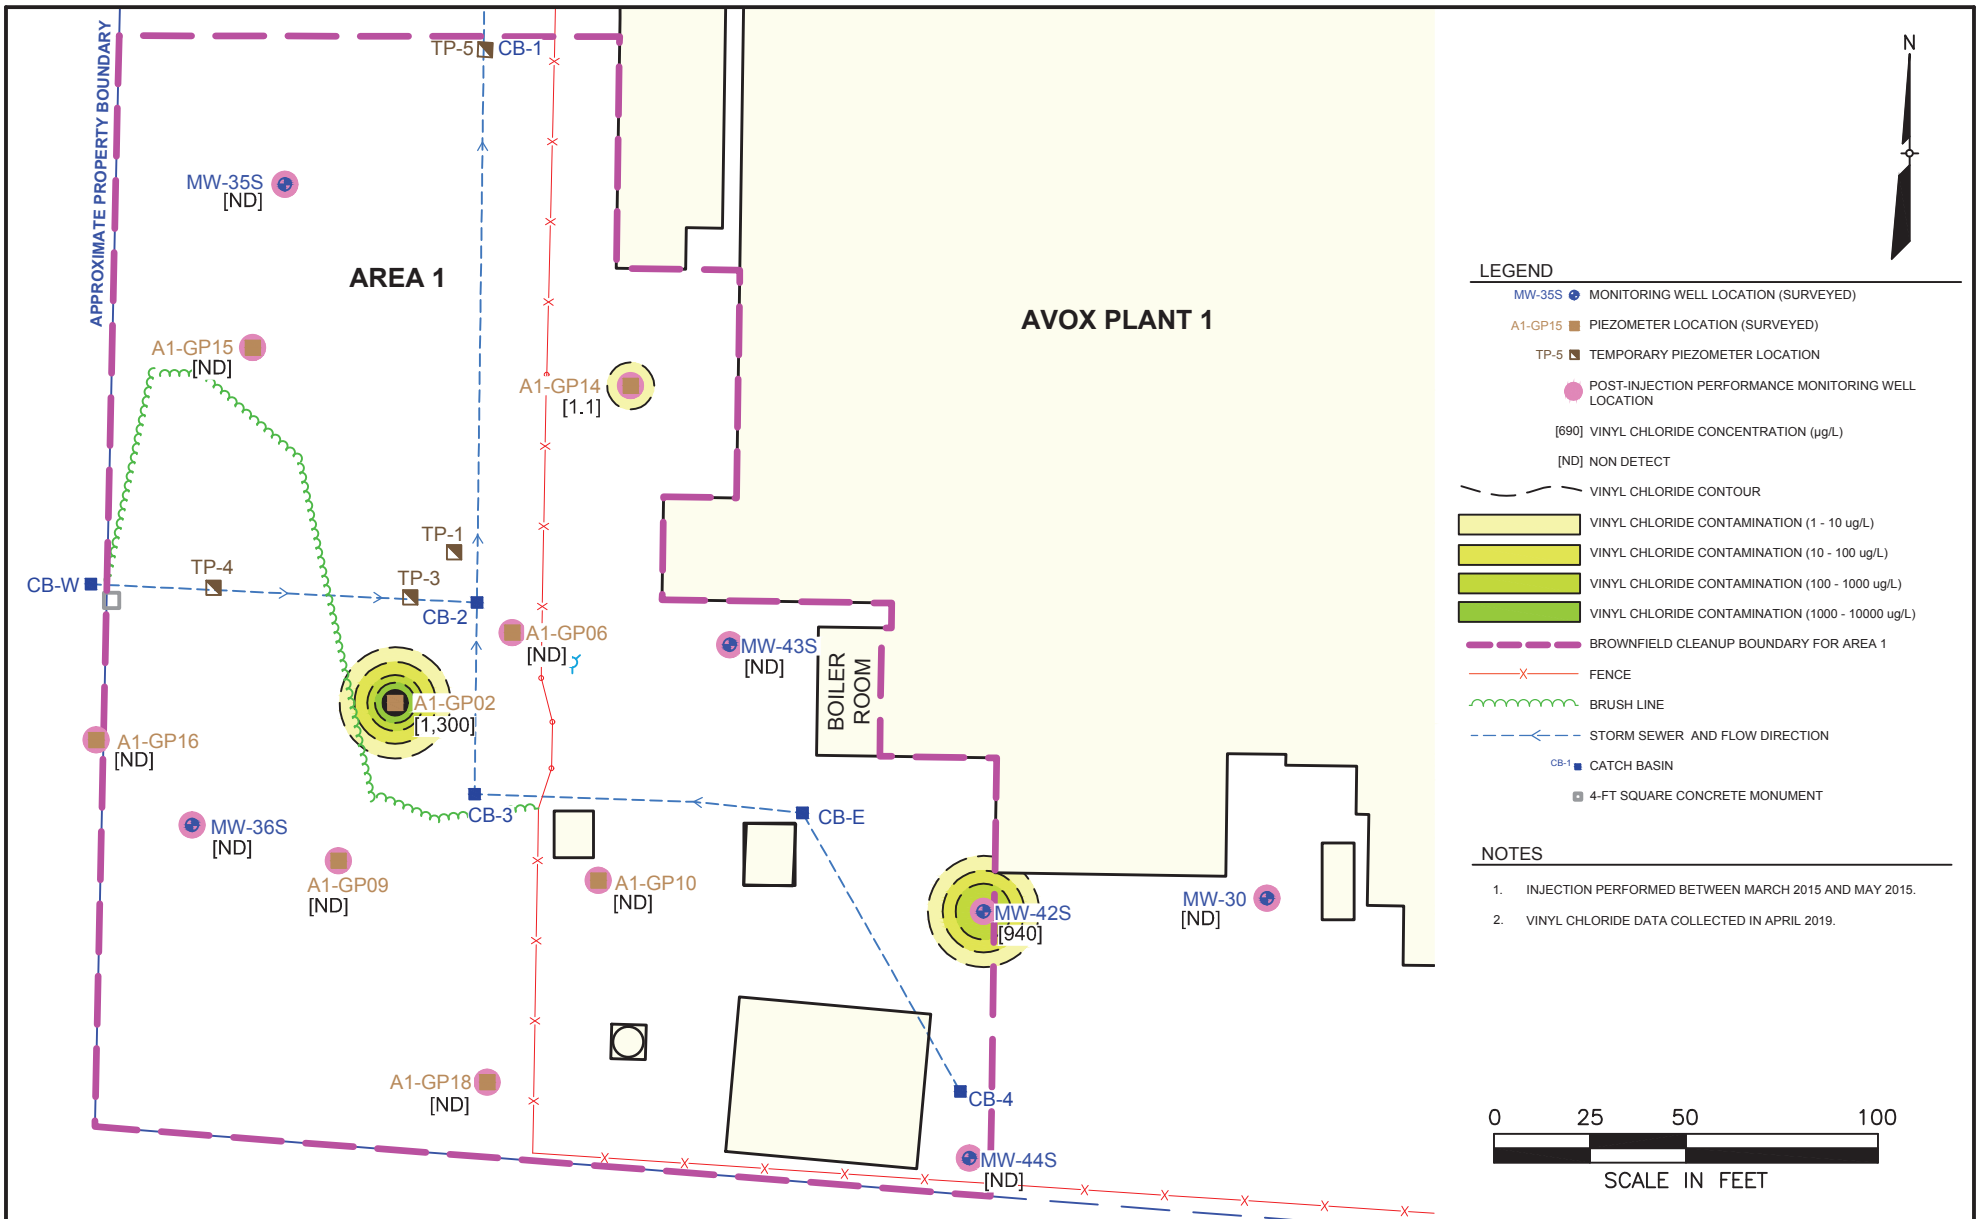 APPROXIMATE PROPERTY BOUNDARY
TP-5
CB-1
MW-35S
[ND]
AREA 1
A1-GP15
[ND]
A1-GP14
[1.1]
AVOX PLANT 1
TP-1
TP-4
TP-3
CB-W
CB-2
A1-GP06
[ND]
MW-43S
[ND]
BOILER
ROOM
A1-GP02
[1,300]
A1-GP16
[ND]
CB-3
CB-E
MW-36S
[ND]
A1-GP09
[ND]
A1-GP10
[ND]
MW-42S
[940]
MW-30
[ND]
A1-GP18
[ND]
CB-4
MW-44S
[ND]
N
LEGEND
MW-35S MONITORING WELL LOCATION (SURVEYED)
A1-GP15 PIEZOMETER LOCATION (SURVEYED)
TP-5 TEMPORARY PIEZOMETER LOCATION
POST-INJECTION PERFORMANCE MONITORING WELL
LOCATION
[690] VINYL CHLORIDE CONCENTRATION (µg/L)
[ND] NON DETECT
VINYL CHLORIDE CONTOUR
VINYL CHLORIDE CONTAMINATION (1 - 10 ug/L)
VINYL CHLORIDE CONTAMINATION (10 - 100 ug/L)
VINYL CHLORIDE CONTAMINATION (100 - 1000 ug/L)
VINYL CHLORIDE CONTAMINATION (1000 - 10000 ug/L)
BROWNFIELD CLEANUP BOUNDARY FOR AREA 1
FENCE
BRUSH LINE
STORM SEWER AND FLOW DIRECTION
CB-1 CATCH BASIN
4-FT SQUARE CONCRETE MONUMENT
NOTES
1. INJECTION PERFORMED BETWEEN MARCH 2015 AND MAY 2015.
2. VINYL CHLORIDE DATA COLLECTED IN APRIL 2019.
0 25 50 100
SCALE IN FEET